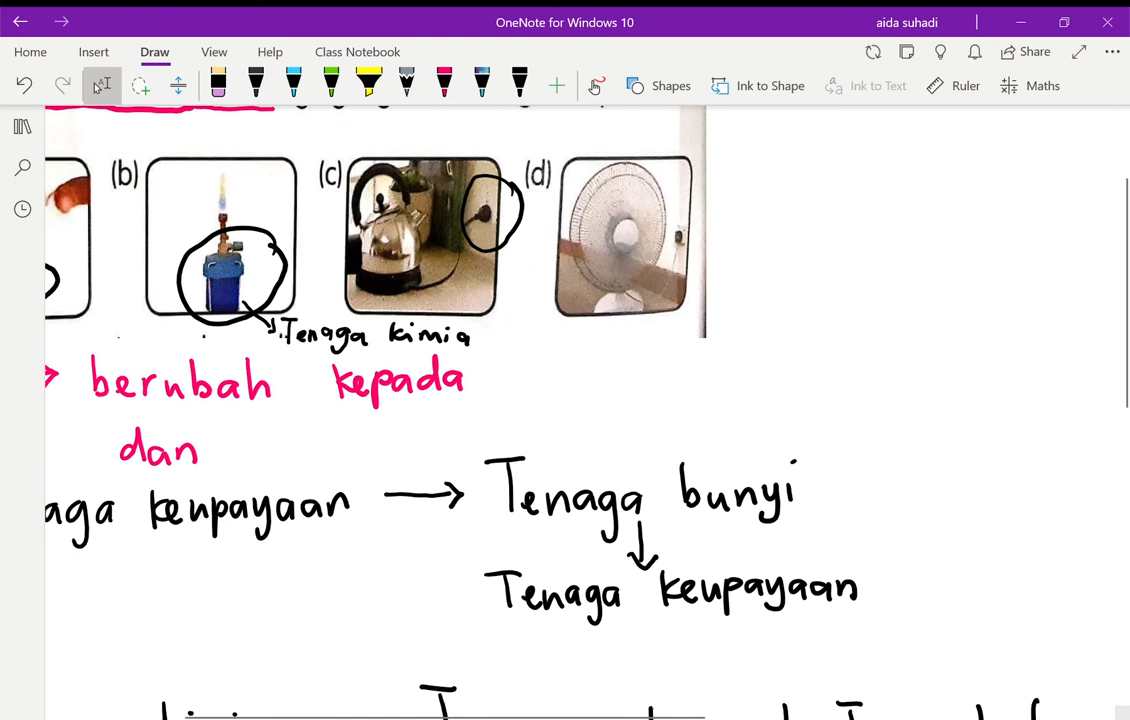 OneNote for Windows 10
aida suhadi
Home Insert Draw View Help Class Notebook
Share
Shapes Ink to Shape Ink to Text Ruler Maths
(b) (c) (d)
Tenaga kimia
berubah kepada
dan
aga keupayaan → Tenaga bunyi
Tenaga keupayaan